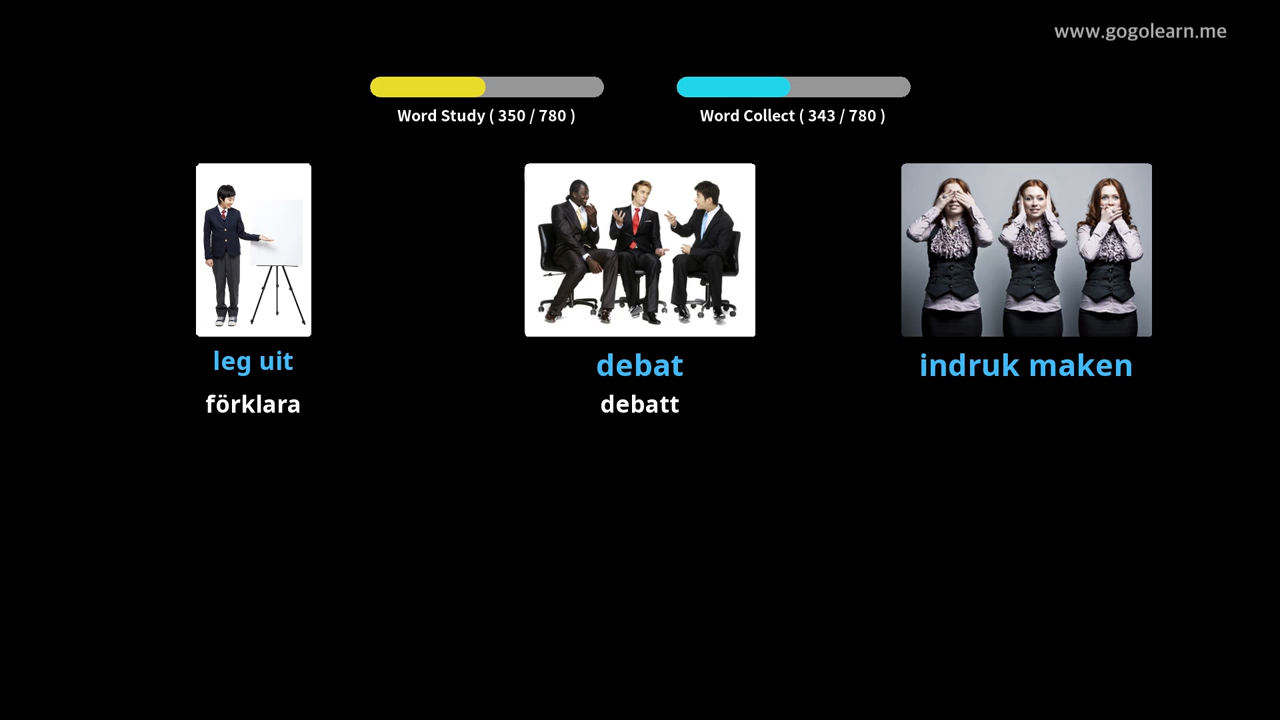 www.gogolearn.me
Word Study ( 350 / 780 )
Word Collect ( 343 / 780 )
leg uit
förklara
debat
debatt
indruk maken